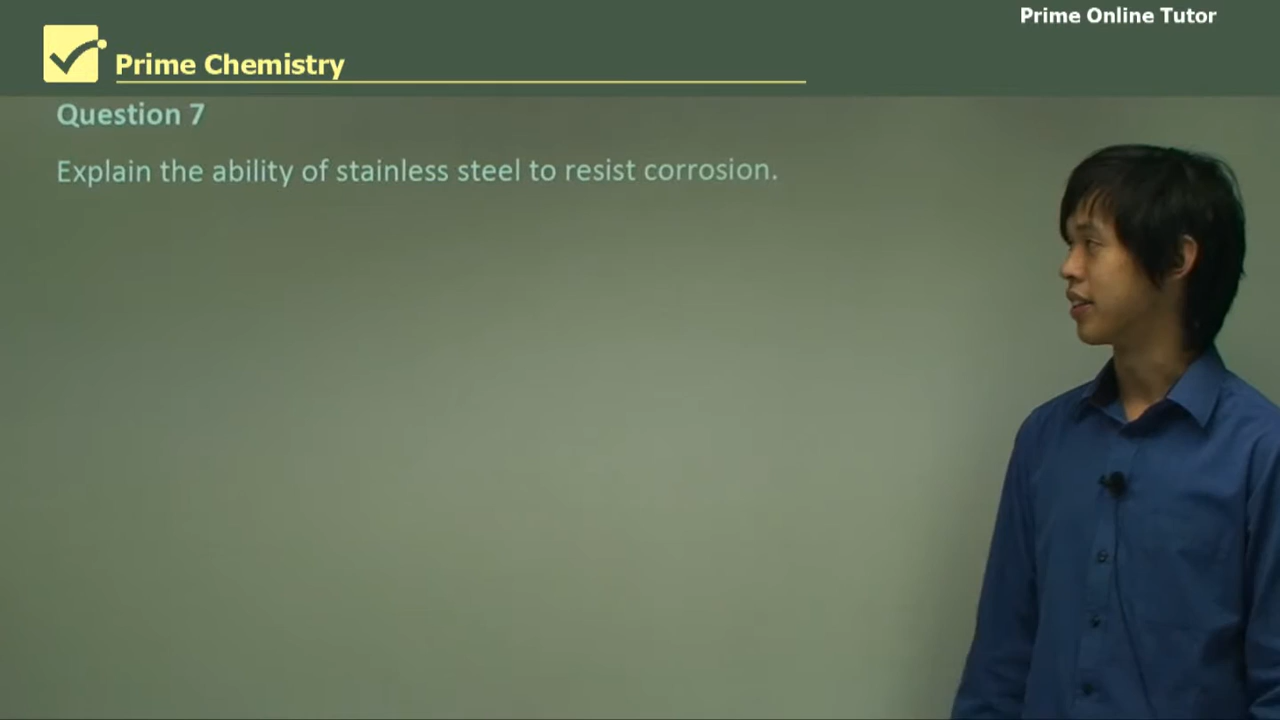 Prime Online Tutor
Prime Chemistry
Question 7
Explain the ability of stainless steel to resist corrosion.